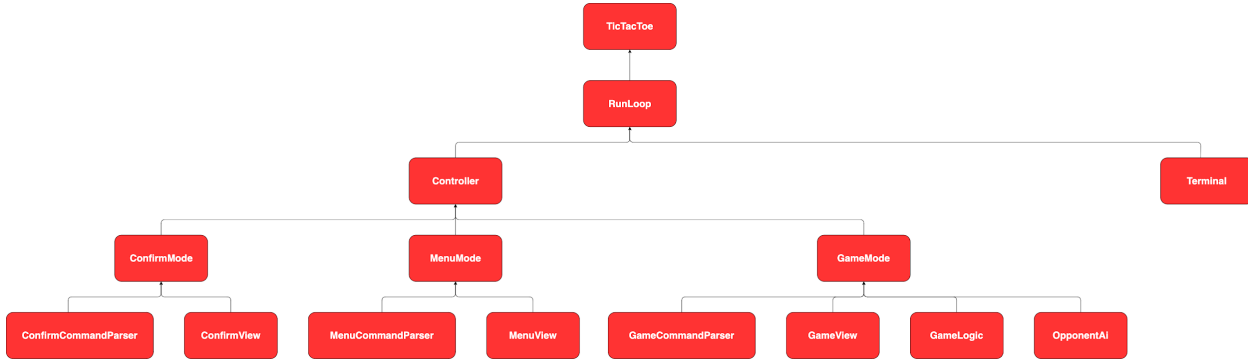 TicTacToe
RunLoop
Controller
Terminal
ConfirmMode
MenuMode
GameMode
ConfirmCommandParser
ConfirmView
MenuCommandParser
MenuView
GameCommandParser
GameView
GameLogic
OpponentAi